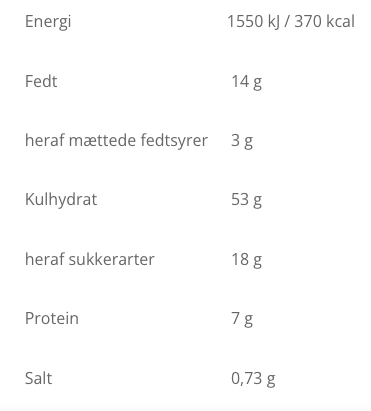 Energi 1550 kJ / 370 kcal
Fedt 14 g
heraf mættede fedtsyrer 3 g
Kulhydrat 53 g
heraf sukkerarter 18 g
Protein 7 g
Salt 0,73 g